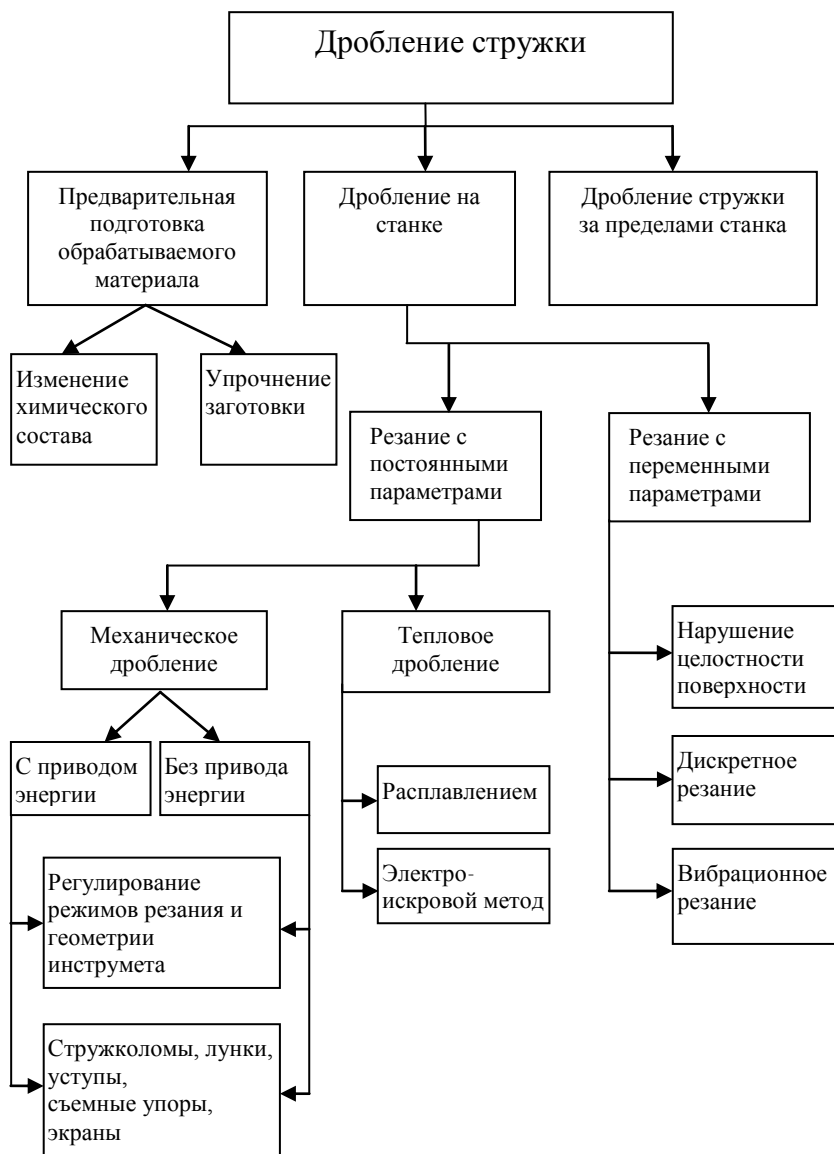 Дробление стружки
Предварительная
подготовка
обрабатываемого
материала
Дробление на
станке
Дробление стружки
за пределами станка
Изменение
химического
состава
Упрочнение
заготовки
Резание с
постоянными
параметрами
Резание с
переменными
параметрами
Механическое
дробление
Тепловое
дробление
Нарушение
целостности
поверхности
С приводом
энергии
Без привода
энергии
Дискретное
резание
Расплавлением
Электро-
искровой метод
Вибрационное
резание
Регулирование
режимов резания и
геометрии
инструмета
Стружколомы, лунки,
уступы,
съемные упоры,
экраны